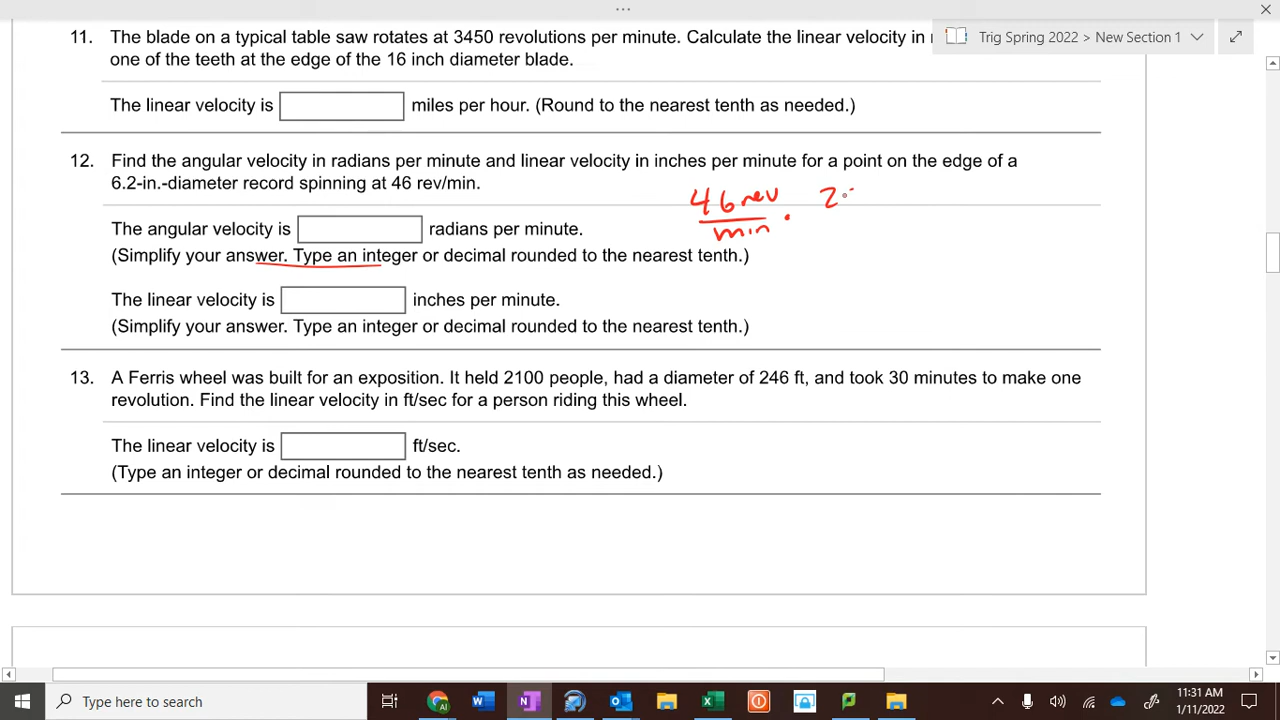 ...
11. The blade on a typical table saw rotates at 3450 revolutions per minute. Calculate the linear velocity in
Trig Spring 2022 > New Section 1
one of the teeth at the edge of the 16 inch diameter blade.
The linear velocity is miles per hour. (Round to the nearest tenth as needed.)
12. Find the angular velocity in radians per minute and linear velocity in inches per minute for a point on the edge of a
6.2-in.-diameter record spinning at 46 rev/min.
46 rev
min
·
2
The angular velocity is radians per minute.
(Simplify your answer. Type an integer or decimal rounded to the nearest tenth.)
The linear velocity is inches per minute.
(Simplify your answer. Type an integer or decimal rounded to the nearest tenth.)
13. A Ferris wheel was built for an exposition. It held 2100 people, had a diameter of 246 ft, and took 30 minutes to make one
revolution. Find the linear velocity in ft/sec for a person riding this wheel.
The linear velocity is ft/sec.
(Type an integer or decimal rounded to the nearest tenth as needed.)
Type here to search
11:31 AM
1/11/2022